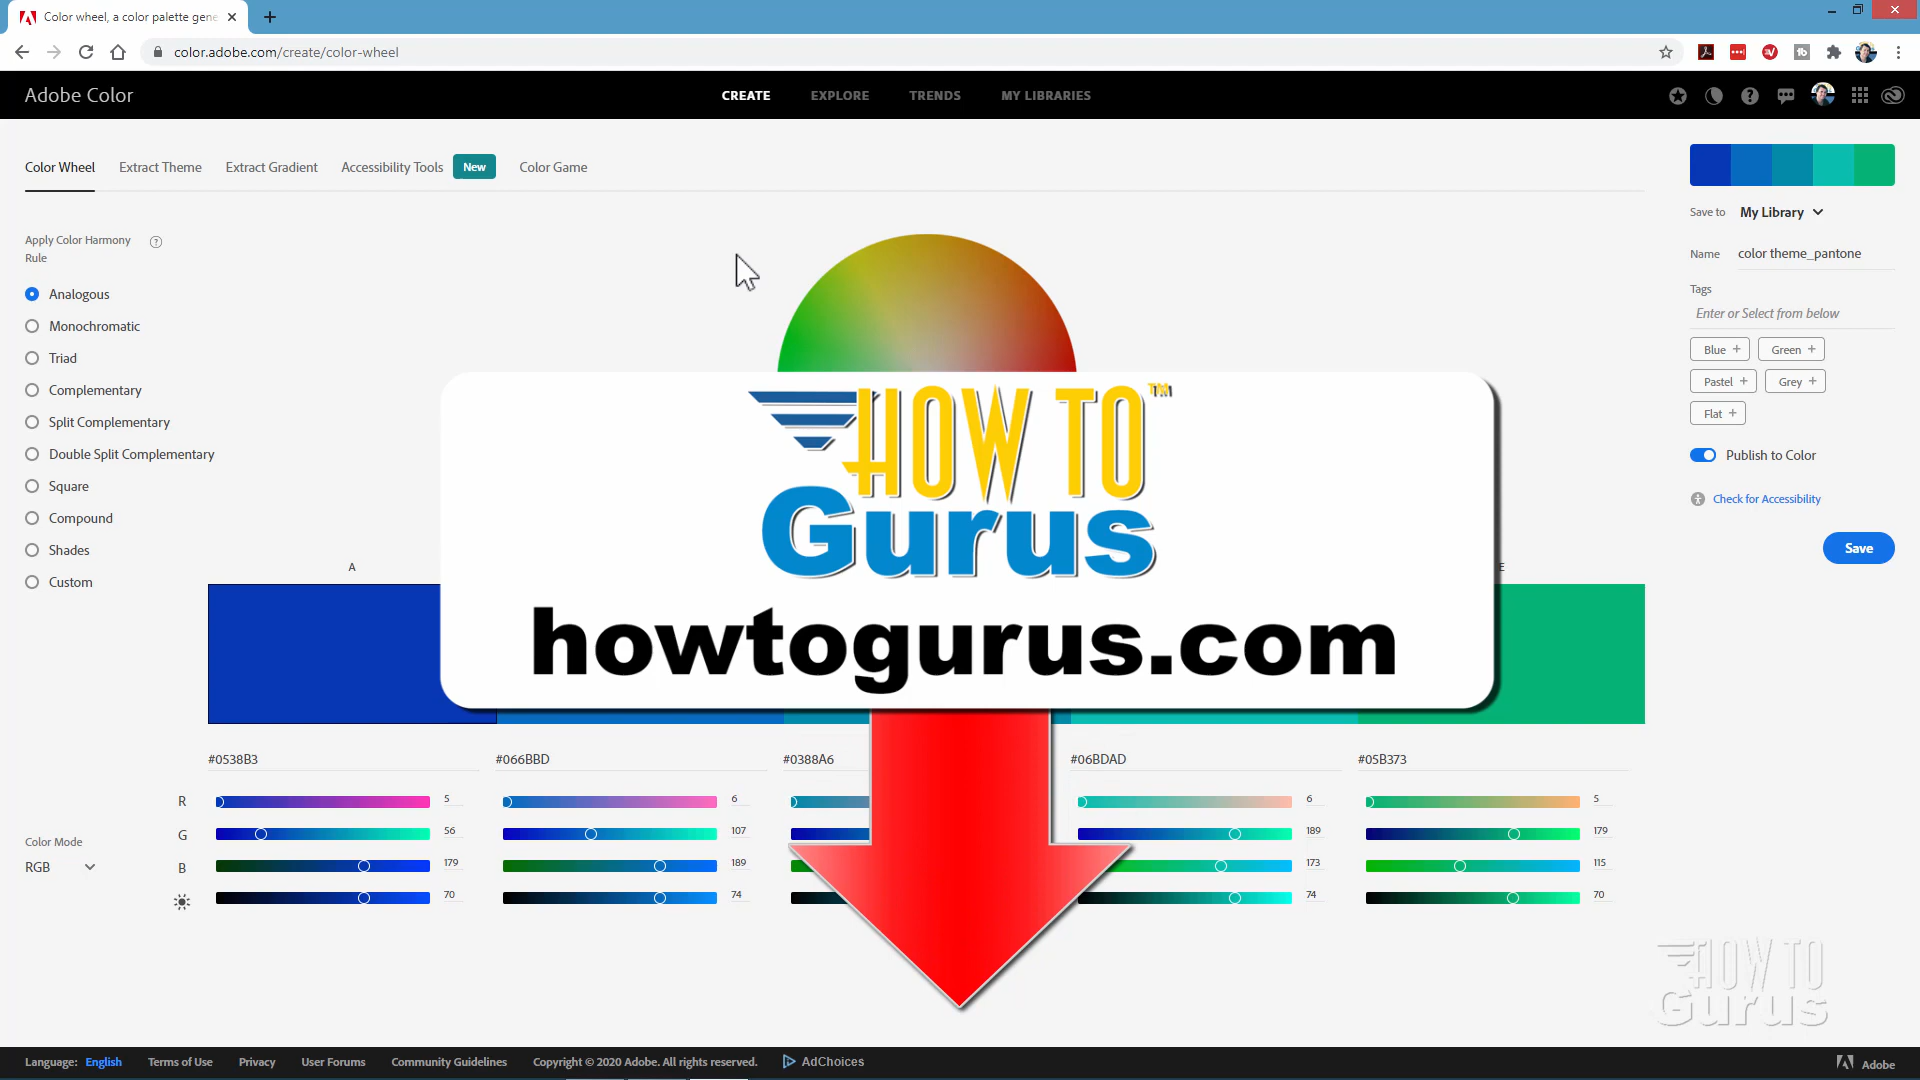 Color wheel, a color palette gene
color.adobe.com/create/color-wheel
Adobe Color
CREATE EXPLORE TRENDS MY LIBRARIES
Color Wheel Extract Theme Extract Gradient Accessibility Tools New Color Game
Apply Color Harmony
Rule
Analogous
Monochromatic
Triad
Complementary
Split Complementary
Double Split Complementary
Square
Compound
Shades
Custom
Save to My Library
Name color theme_pantone
Tags
Enter or Select from below
Blue + Green +
Pastel + Grey +
Flat +
Publish to Color
Check for Accessibility
Save
HOW TO™
Gurus
howtogurus.com
A
E
#0538B3 #066BBD #0388A6 #06BDAD #05B373
R 5 6 6 5
G 56 107 189 179
B 179 189 173 115
70 74 74 70
Color Mode
RGB
HOW TO
Gurus
Language: English Terms of Use Privacy User Forums Community Guidelines Copyright © 2020 Adobe. All rights reserved. AdChoices Adobe